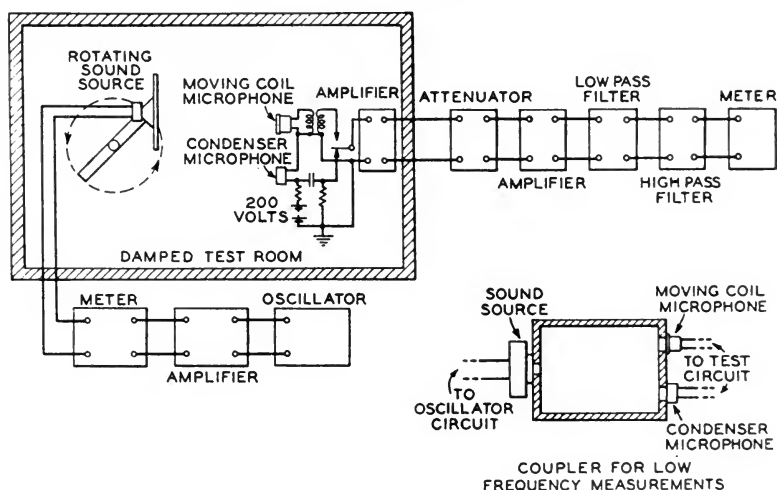 ROTATING
SOUND
SOURCE
MOVING COIL
MICROPHONE
CONDENSER
MICROPHONE
200
VOLTS
DAMPED TEST ROOM
AMPLIFIER
ATTENUATOR
AMPLIFIER
LOW PASS
FILTER
HIGH PASS
FILTER
METER
METER
AMPLIFIER
OSCILLATOR
SOUND
SOURCE
TO
OSCILLATOR
CIRCUIT
MOVING COIL
MICROPHONE
TO TEST
CIRCUIT
CONDENSER
MICROPHONE
COUPLER FOR LOW
FREQUENCY MEASUREMENTS